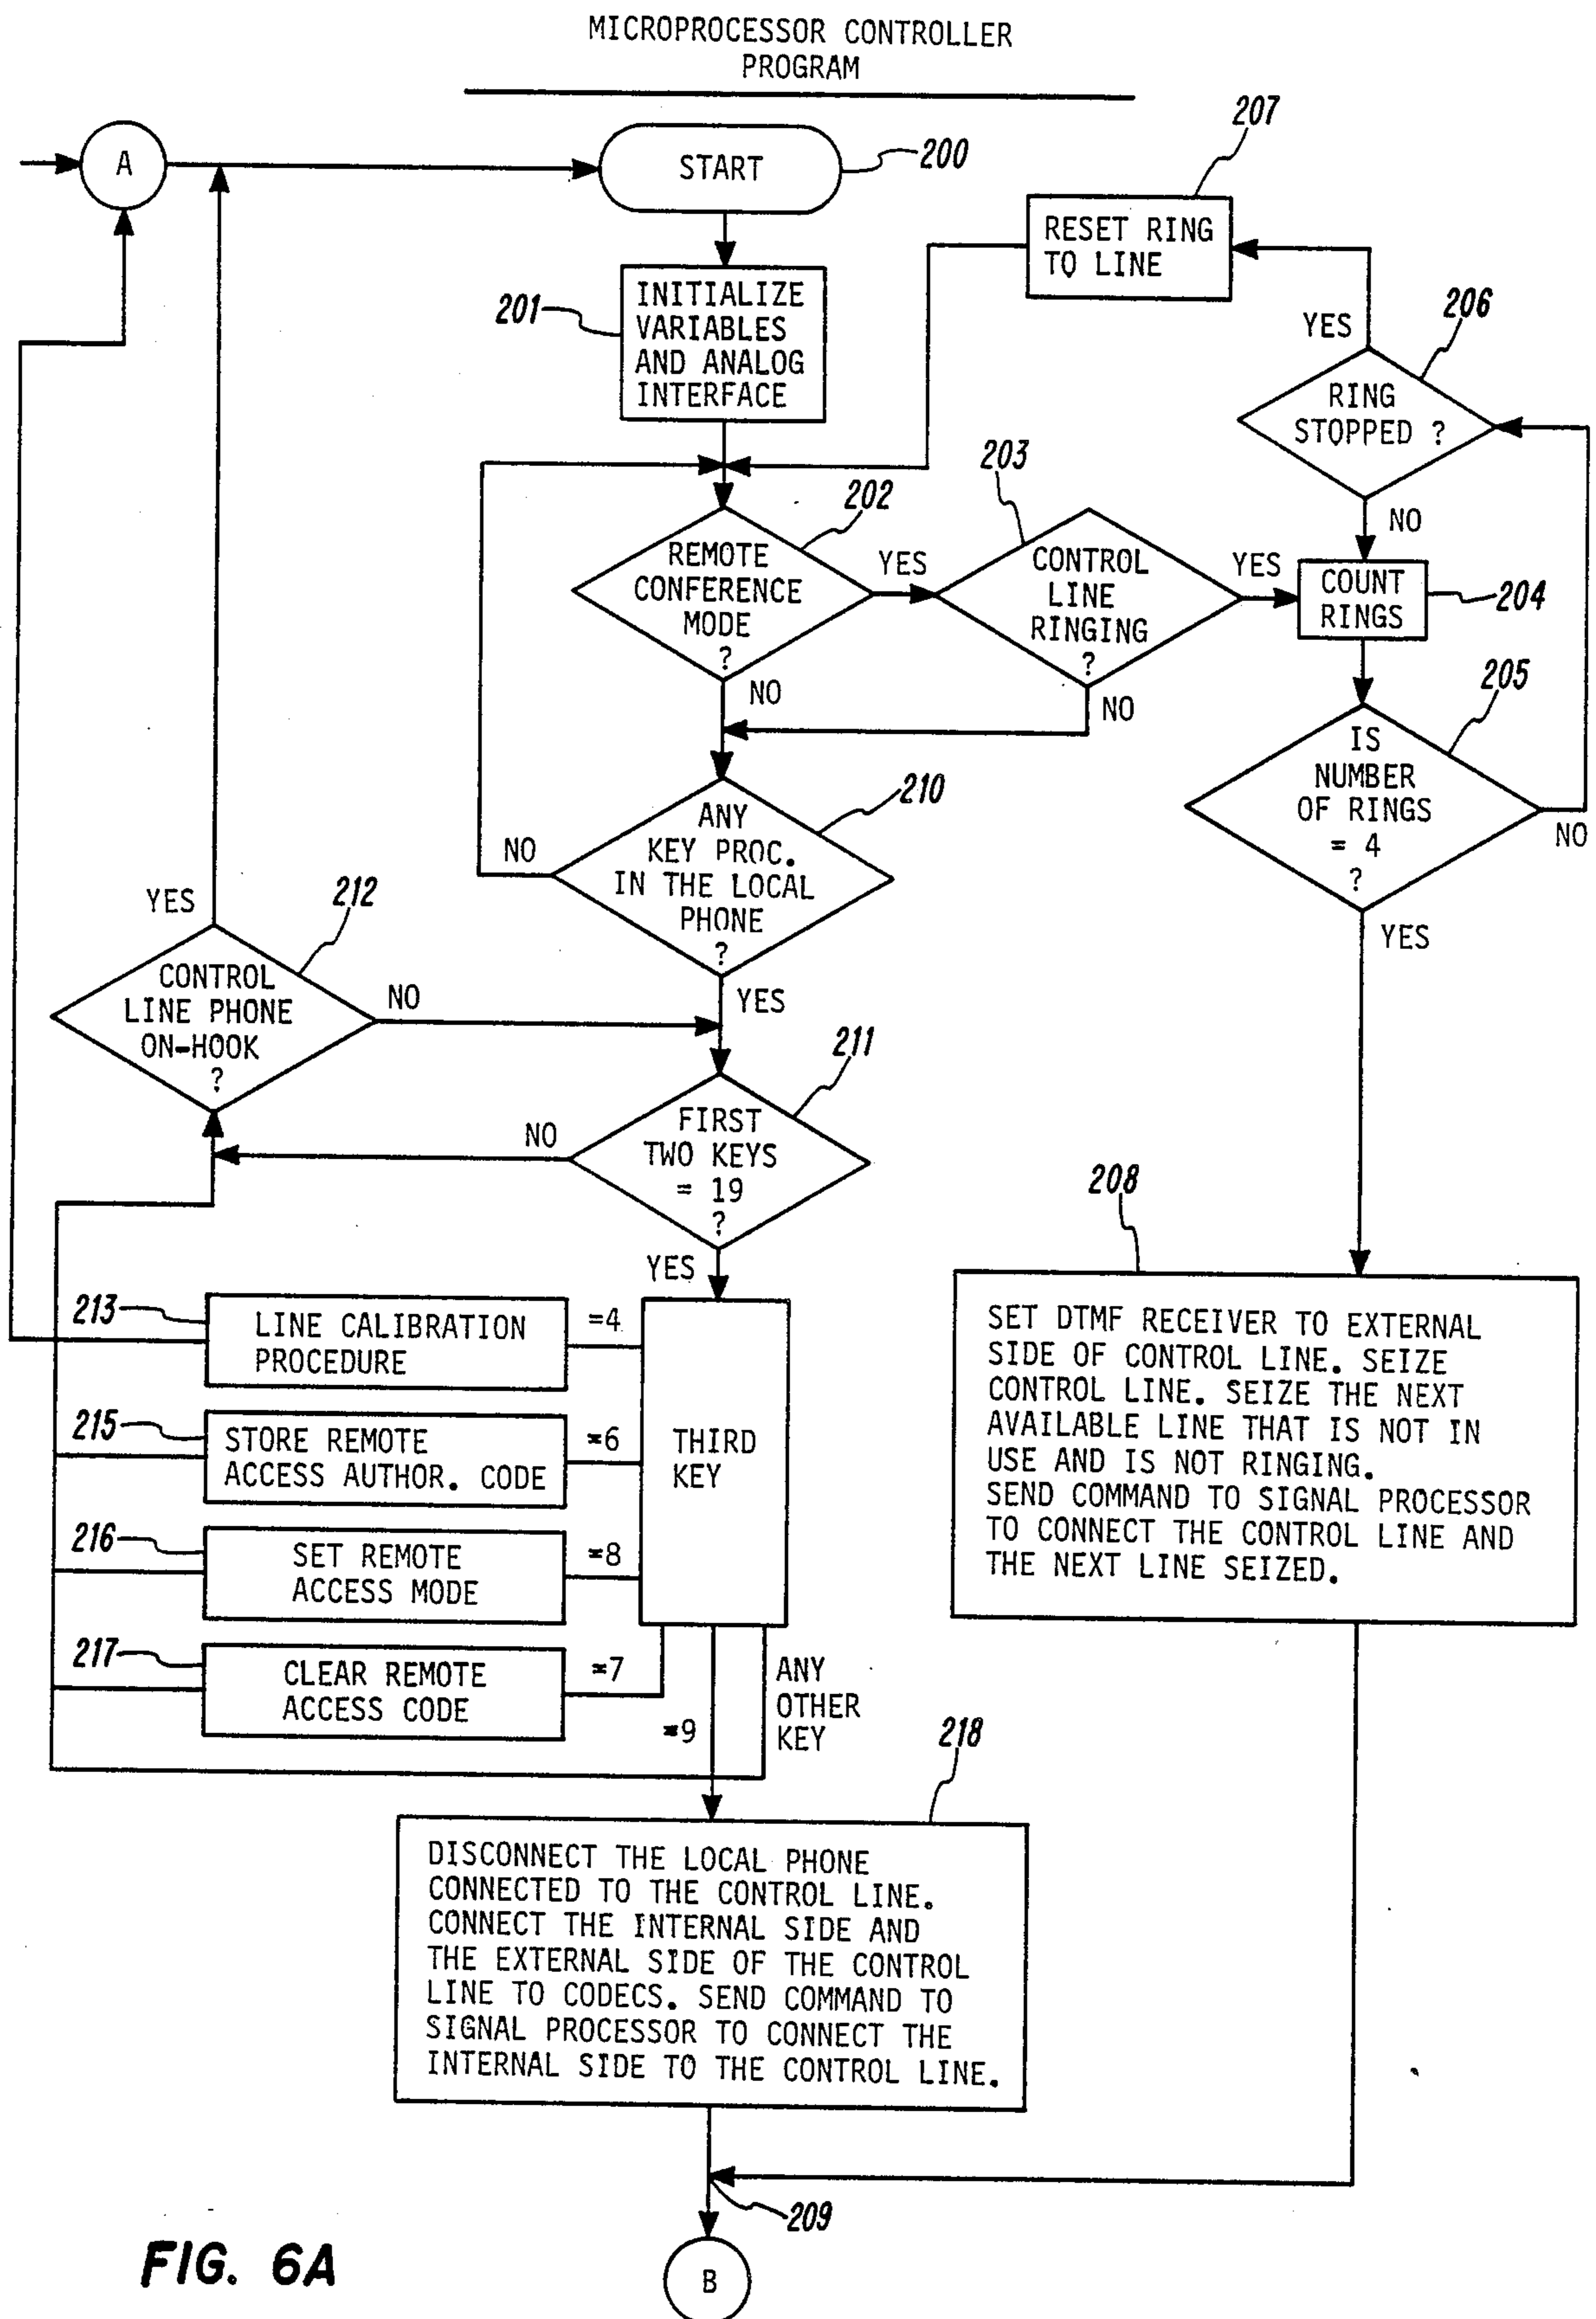 MICROPROCESSOR CONTROLLER
PROGRAM
A
START
200
207
RESET RING
TO LINE
201
INITIALIZE
VARIABLES
AND ANALOG
INTERFACE
YES
206
RING
STOPPED ?
NO
202
REMOTE
CONFERENCE
MODE
?
YES
NO
203
CONTROL
LINE
RINGING
?
YES
NO
COUNT
RINGS
204
205
IS
NUMBER
OF RINGS
= 4
?
NO
YES
210
ANY
KEY PROC.
IN THE LOCAL
PHONE
?
NO
YES
YES
212
CONTROL
LINE PHONE
ON-HOOK
?
NO
211
FIRST
TWO KEYS
= 19
?
NO
YES
208
SET DTMF RECEIVER TO EXTERNAL
SIDE OF CONTROL LINE. SEIZE
CONTROL LINE. SEIZE THE NEXT
AVAILABLE LINE THAT IS NOT IN
USE AND IS NOT RINGING.
SEND COMMAND TO SIGNAL PROCESSOR
TO CONNECT THE CONTROL LINE AND
THE NEXT LINE SEIZED.
213
LINE CALIBRATION
PROCEDURE
=4
215
STORE REMOTE
ACCESS AUTHOR. CODE
=6
THIRD
KEY
216
SET REMOTE
ACCESS MODE
=8
217
CLEAR REMOTE
ACCESS CODE
=7
=9
ANY
OTHER
KEY
218
DISCONNECT THE LOCAL PHONE
CONNECTED TO THE CONTROL LINE.
CONNECT THE INTERNAL SIDE AND
THE EXTERNAL SIDE OF THE CONTROL
LINE TO CODECS. SEND COMMAND TO
SIGNAL PROCESSOR TO CONNECT THE
INTERNAL SIDE TO THE CONTROL LINE.
209
B
FIG. 6A